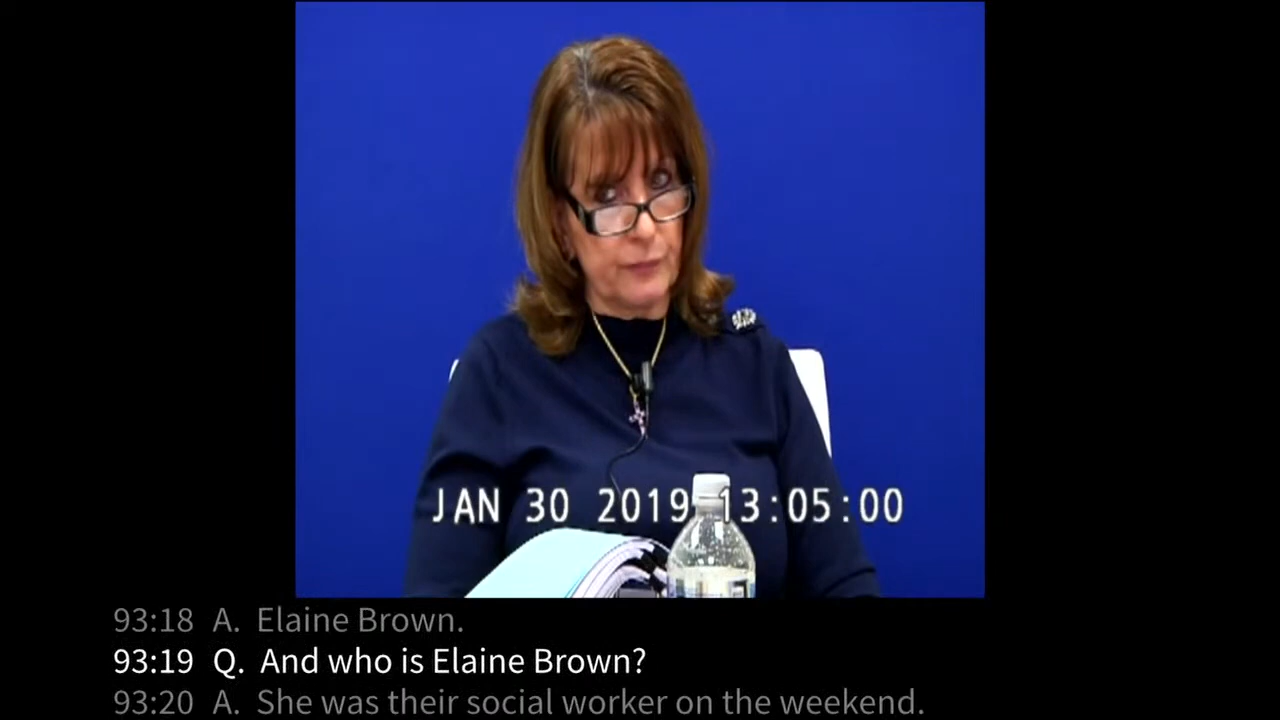 JAN 30 2019 13:05:00
93:18 A. Elaine Brown.
93:19 Q. And who is Elaine Brown?
93:20 A. She was their social worker on the weekend.